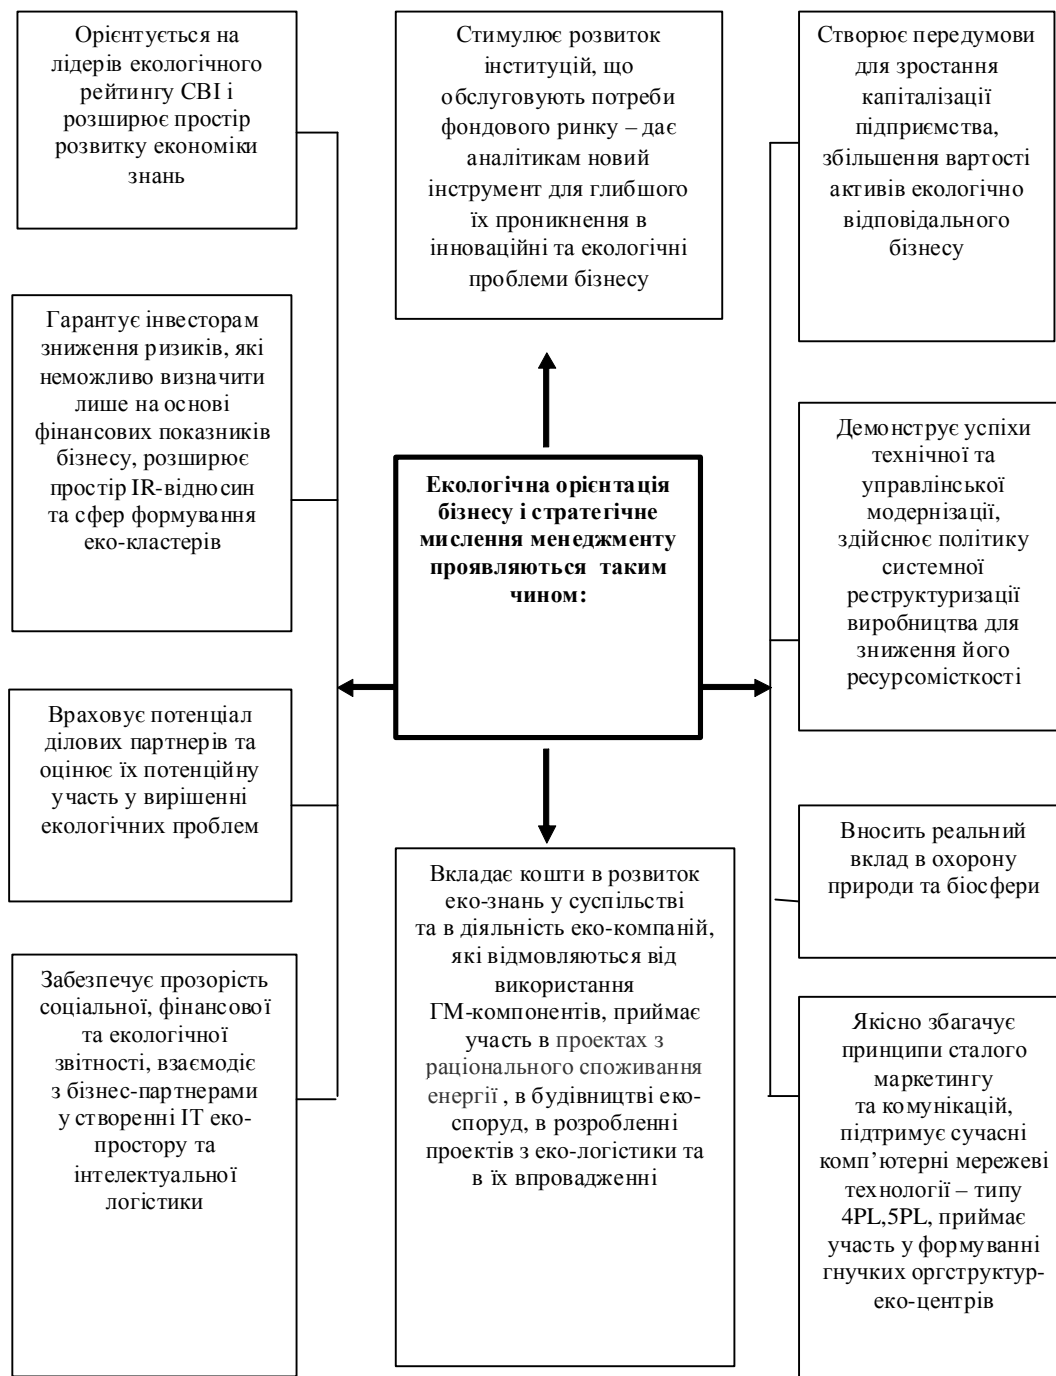 Орієнтується на
лідерів екологічного
рейтингу СВІ і
розширює простір
розвитку економіки
знань
Стимулює розвиток
інституцій, що
обслуговують потреби
фондового ринку – дає
аналітикам новий
інструмент для глибшого
їх проникнення в
інноваційні та екологічні
проблеми бізнесу
Створює передумови
для зростання
капіталізації
підприємства,
збільшення вартості
активів екологічно
відповідального
бізнесу
Гарантує інвесторам
зниження ризиків, які
неможливо визначити
лише на основі
фінансових показників
бізнесу, розширює
простір IR-відносин
та сфер формування
еко-кластерів
Екологічна орієнтація
бізнесу і стратегічне
мислення менеджменту
проявляються таким
чином:
Демонструє успіхи
технічної та
управлінської
модернізації,
здійснює політику
системної
реструктуризації
виробництва для
зниження його
ресурсомісткості
Враховує потенціал
ділових партнерів та
оцінює їх потенційну
участь у вирішенні
екологічних проблем
Вносить реальний
вклад в охорону
природи та біосфери
Вкладає кошти в розвиток
еко-знань у суспільстві
та в діяльність еко-компаній,
які відмовляються від
використання
ГМ-компонентів, приймає
участь в проектах з
раціонального споживання
енергії , в будівництві еко-
споруд, в розробленні
проектів з еко-логістики та
в їх впровадженні
Забезпечує прозорість
соціальної, фінансової
та екологічної
звітності, взаємодіє
з бізнес-партнерами
у створенні ІТ еко-
простору та
інтелектуальної
логістики
Якісно збагачує
принципи сталого
маркетингу
та комунікацій,
підтримує сучасні
комп’ютерні мережеві
технології – типу
4PL,5PL, приймає
участь у формуванні
гнучких оргструктур-
еко-центрів